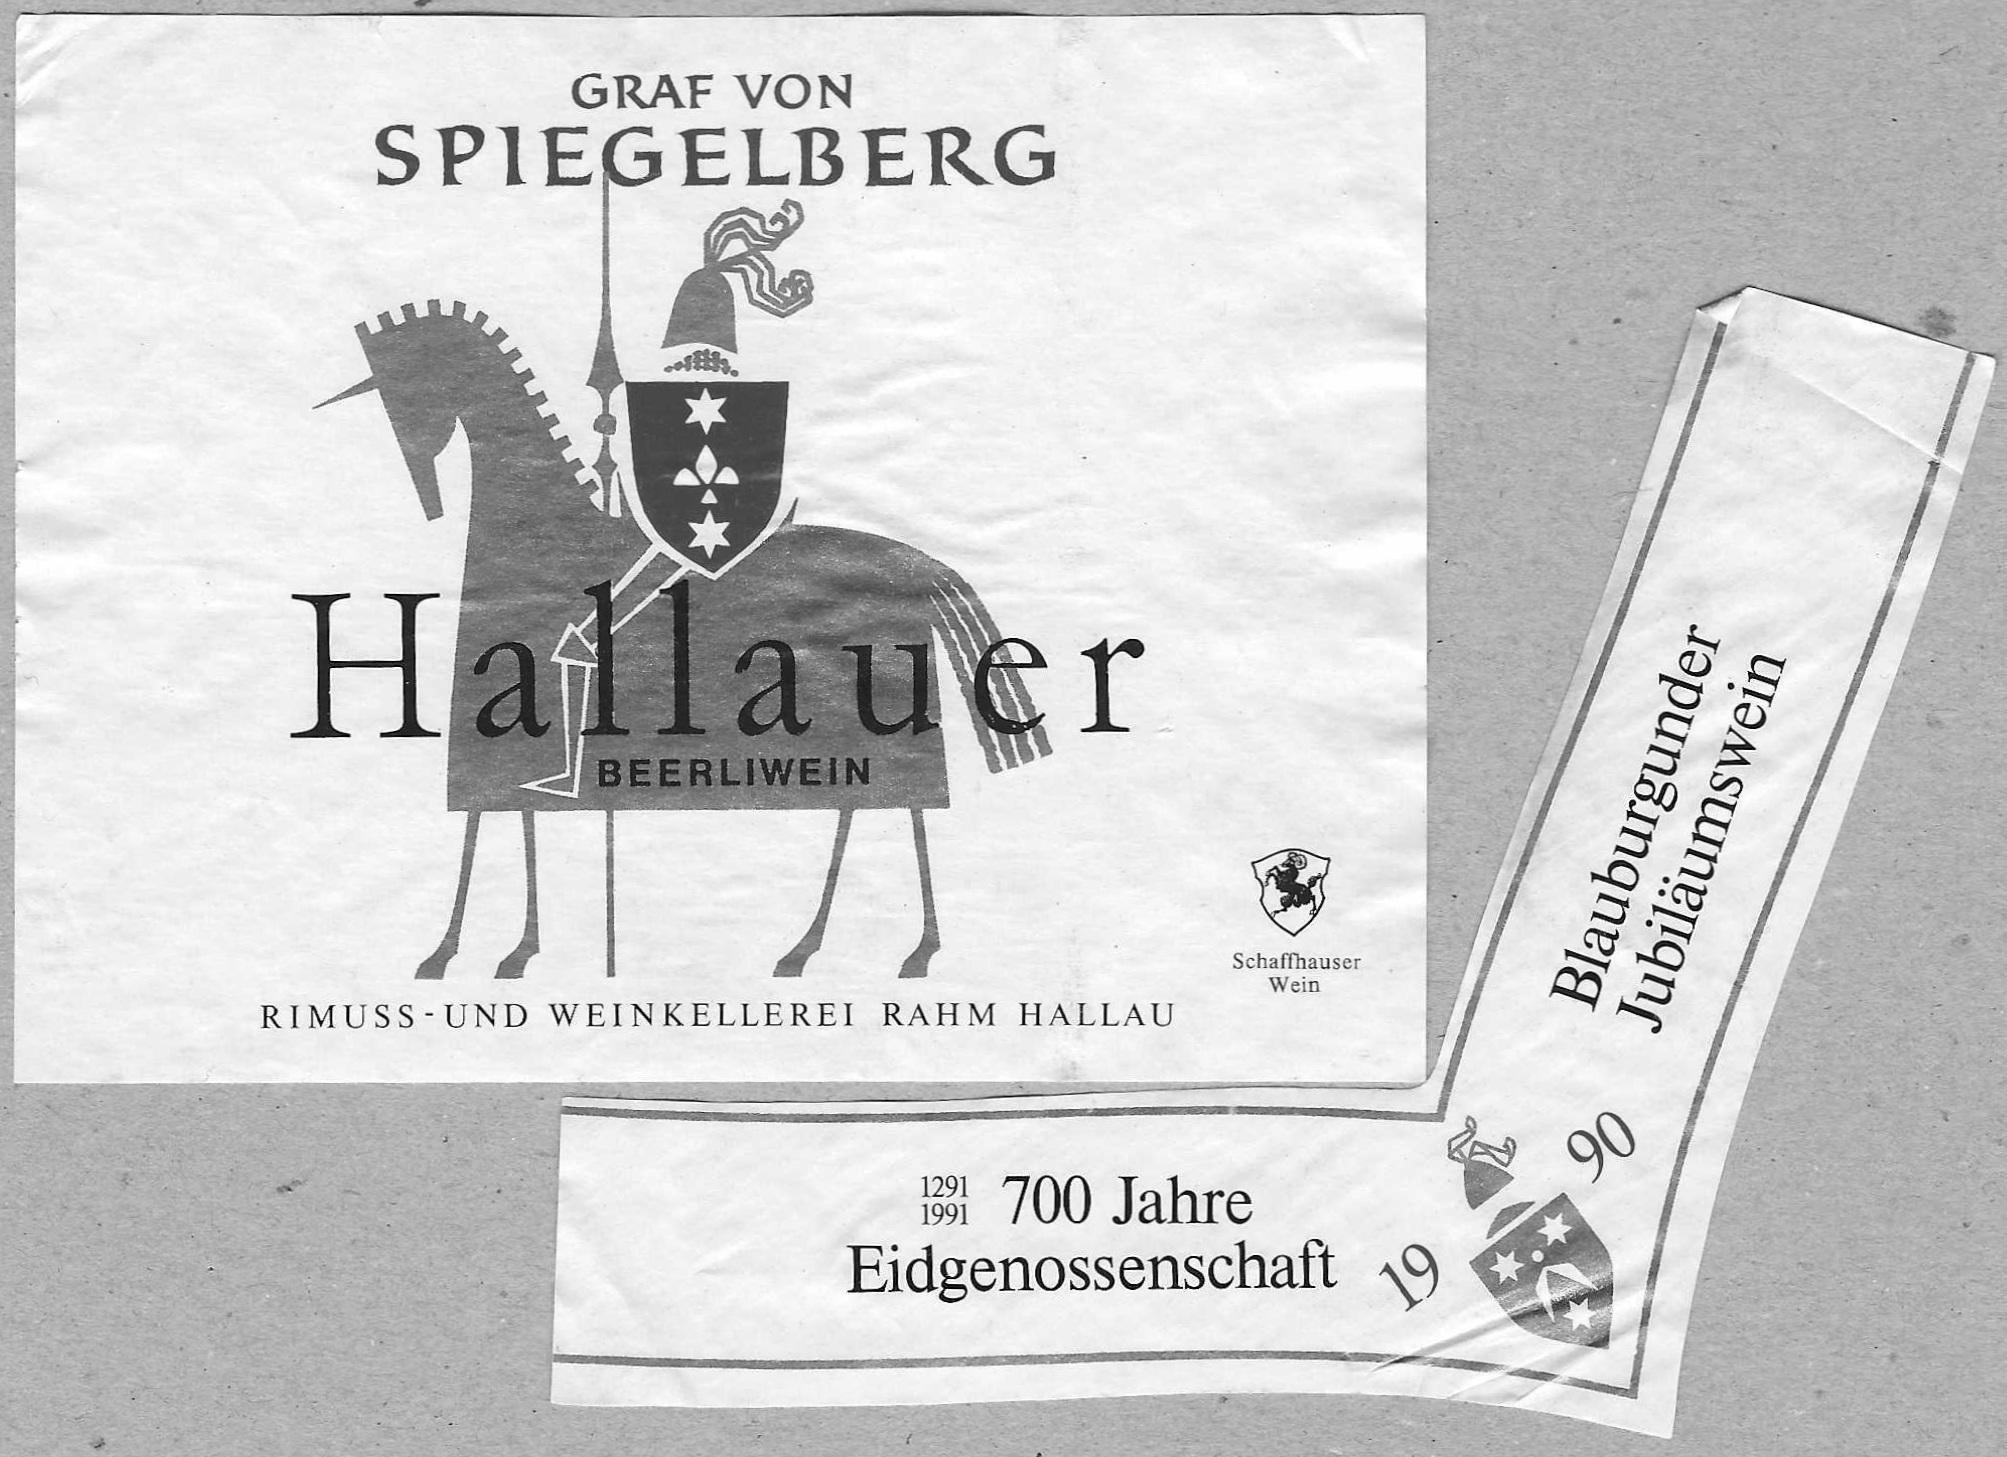 GRAF VON
SPIEGELBERG
Hallauer
BEERLIWEIN
Schaffhauser
Wein
RIMUSS-UND WEINKELLEREI RAHM HALLAU
1291
1991
700 Jahre
Eidgenossenschaft
19
90
Blauburgunder
Jubiläumswein